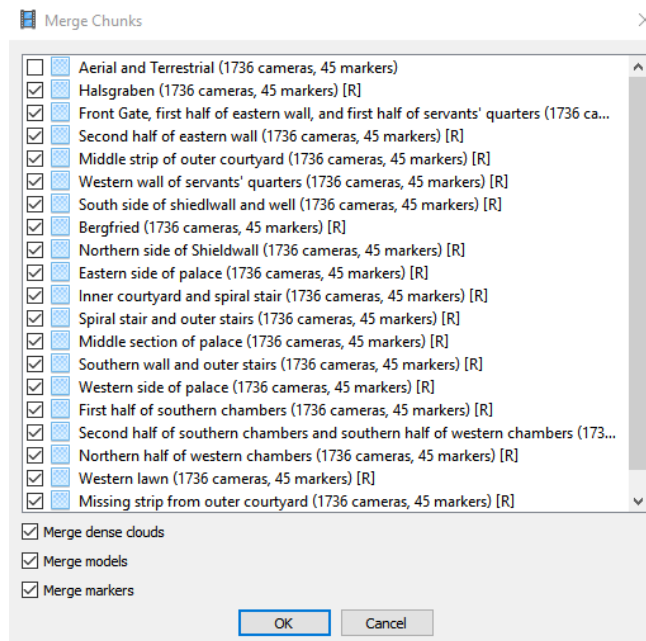 Merge Chunks
Aerial and Terrestrial (1736 cameras, 45 markers)
Halsgraben (1736 cameras, 45 markers) [R]
Front Gate, first half of eastern wall, and first half of servants' quarters (1736 ca...
Second half of eastern wall (1736 cameras, 45 markers) [R]
Middle strip of outer courtyard (1736 cameras, 45 markers) [R]
Western wall of servants' quarters (1736 cameras, 45 markers) [R]
South side of shiedlwall and well (1736 cameras, 45 markers) [R]
Bergfried (1736 cameras, 45 markers) [R]
Northern side of Shieldwall (1736 cameras, 45 markers) [R]
Eastern side of palace (1736 cameras, 45 markers) [R]
Inner courtyard and spiral stair (1736 cameras, 45 markers) [R]
Spiral stair and outer stairs (1736 cameras, 45 markers) [R]
Middle section of palace (1736 cameras, 45 markers) [R]
Southern wall and outer stairs (1736 cameras, 45 markers) [R]
Western side of palace (1736 cameras, 45 markers) [R]
First half of southern chambers (1736 cameras, 45 markers) [R]
Second half of southern chambers and southern half of western chambers (173...
Northern half of western chambers (1736 cameras, 45 markers) [R]
Western lawn (1736 cameras, 45 markers) [R]
Missing strip from outer courtyard (1736 cameras, 45 markers) [R]
Merge dense clouds
Merge models
Merge markers
OK Cancel